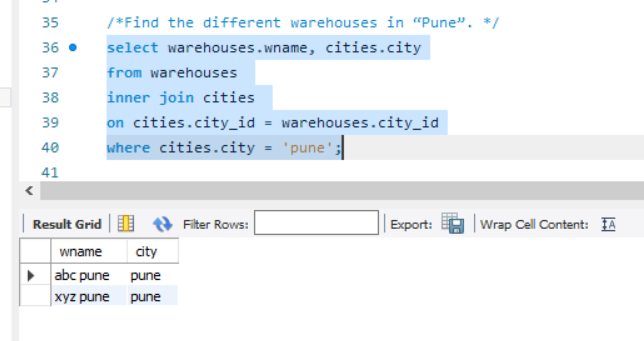 35 /*Find the different warehouses in “Pune”. */
36 select warehouses.wname, cities.city
37 from warehouses
38 inner join cities
39 on cities.city_id = warehouses.city_id
40 where cities.city = 'pune';
41
Result Grid Filter Rows: Export: Wrap Cell Content: IA
wname city
abc pune pune
xyz pune pune